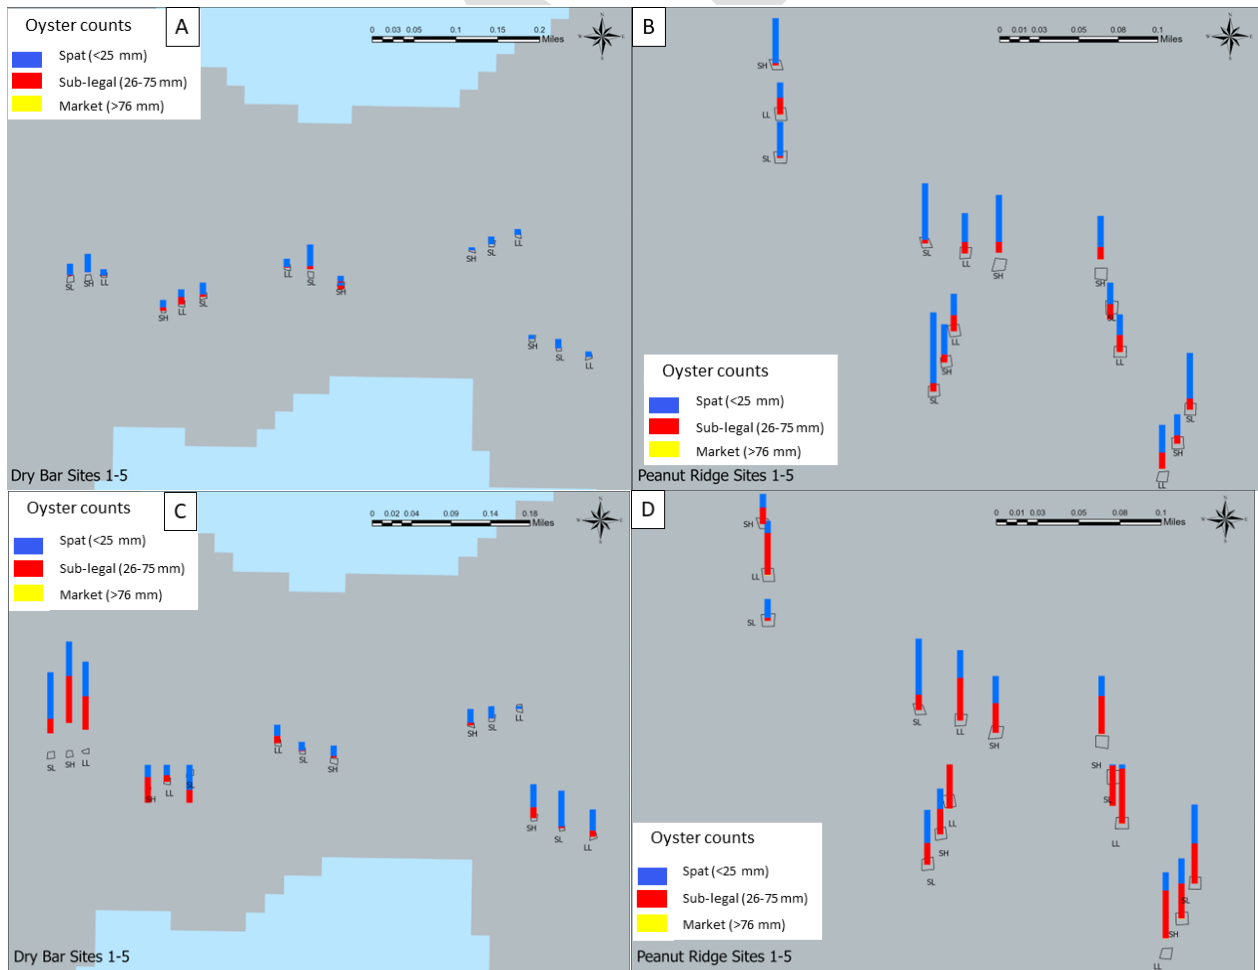 Oyster counts
Spat (<25 mm)
Sub-legal (26-75 mm)
Market (>76 mm)
A
0 0.03 0.05 0.1 0.15 0.2
Miles
SL SH LL
SH LL SL
LL SL SH
SH SL LL
SH SL LL
Dry Bar Sites 1-5
B
0 0.01 0.03 0.05 0.08 0.1
Miles
SH
LL
SL
SL LL SH
SH
SL
LL
LL
SH
SL
SL
SH
LL
Oyster counts
Spat (<25 mm)
Sub-legal (26-75 mm)
Market (>76 mm)
Peanut Ridge Sites 1-5
Oyster counts
Spat (<25 mm)
Sub-legal (26-75 mm)
Market (>76 mm)
C
0 0.02 0.04 0.09 0.14 0.18
Miles
SL SH LL
SH LL SL
LL SL SH
SH SL LL
SH SL LL
Dry Bar Sites 1-5
D
0 0.01 0.03 0.05 0.08 0.1
Miles
SH
LL
SL
SL LL SH
SH
SL
LL
LL
SH
SL
SL
SH
LL
Oyster counts
Spat (<25 mm)
Sub-legal (26-75 mm)
Market (>76 mm)
Peanut Ridge Sites 1-5